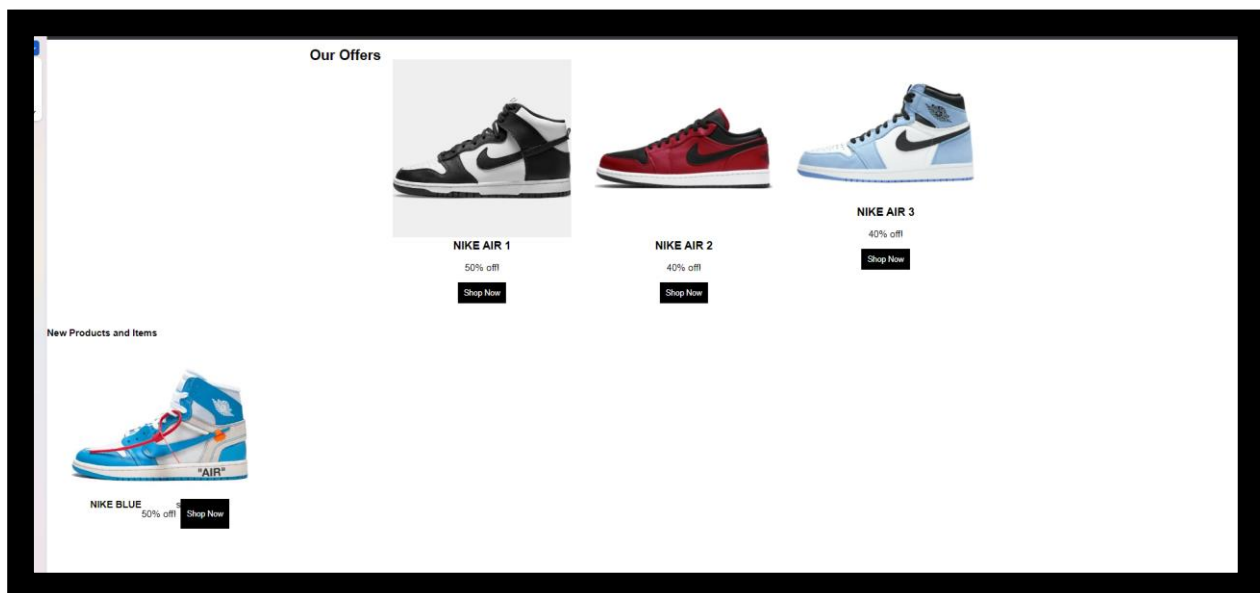 Our Offers
NIKE AIR 1
50% off!
Shop Now
NIKE AIR 2
40% off!
Shop Now
NIKE AIR 3
40% off!
Shop Now
New Products and Items
"AIR"
NIKE BLUE
s
50% off!
Shop Now